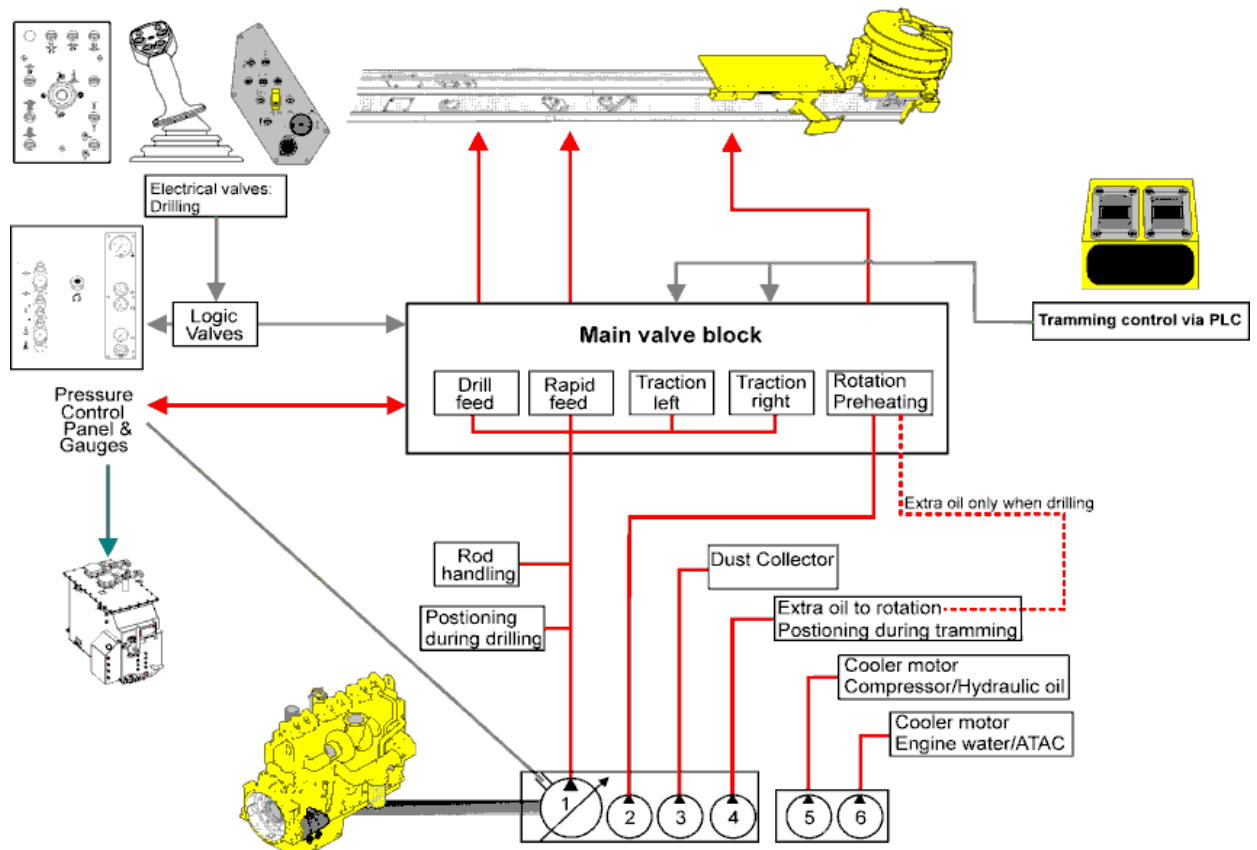 Electrical valves:
Drilling
Logic
Valves
Tramming control via PLC
Main valve block
Drill
feed
Rapid
feed
Traction
left
Traction
right
Rotation
Preheating
Pressure
Control
Panel &
Gauges
Extra oil only when drilling
Rod
handling
Dust Collector
Postioning
during drilling
Extra oil to rotation
Postioning during tramming
Cooler motor
Compressor/Hydraulic oil
Cooler motor
Engine water/ATAC
1
2
3
4
5
6